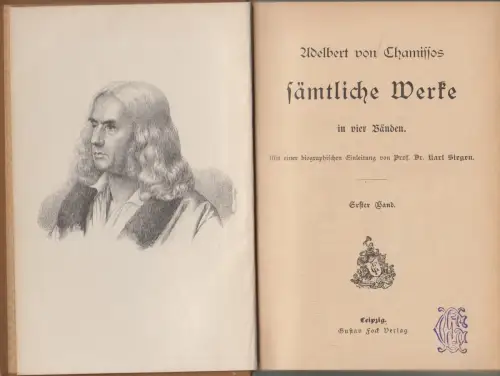 Adelbert von Chamissos
sämtliche Werke
in vier Bänden.
Mit einer biographischen Einleitung von Prof. Dr. Karl Siegen.
Erster Band.
Leipzig.
Gustav Fock Verlag